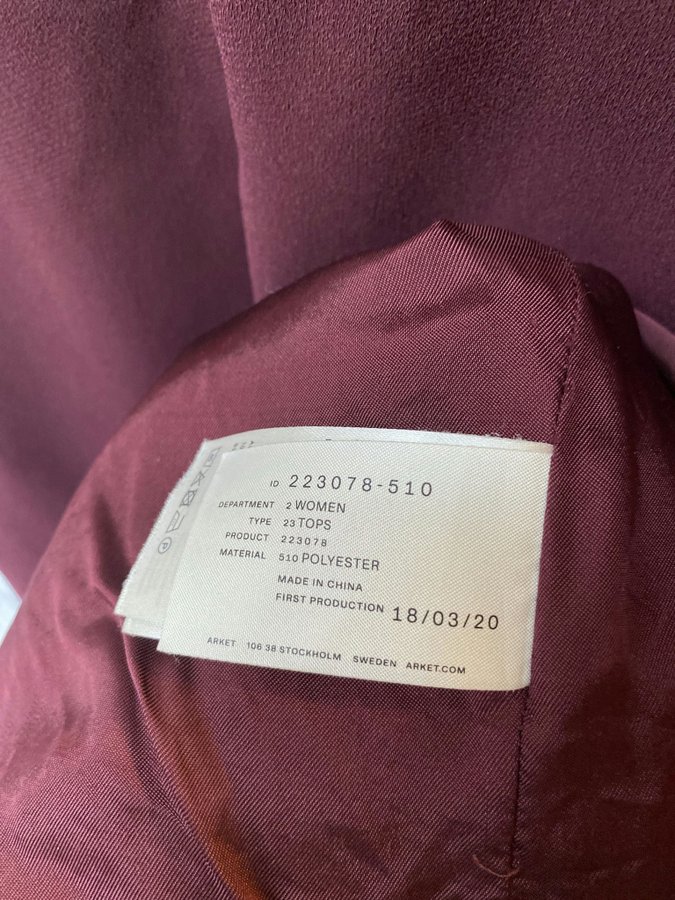 ID 223078-510
DEPARTMENT 2 WOMEN
TYPE 23 TOPS
PRODUCT 223078
MATERIAL 510 POLYESTER
MADE IN CHINA
FIRST PRODUCTION 18/03/20
ARKET 106 38 STOCKHOLM SWEDEN ARKET.COM